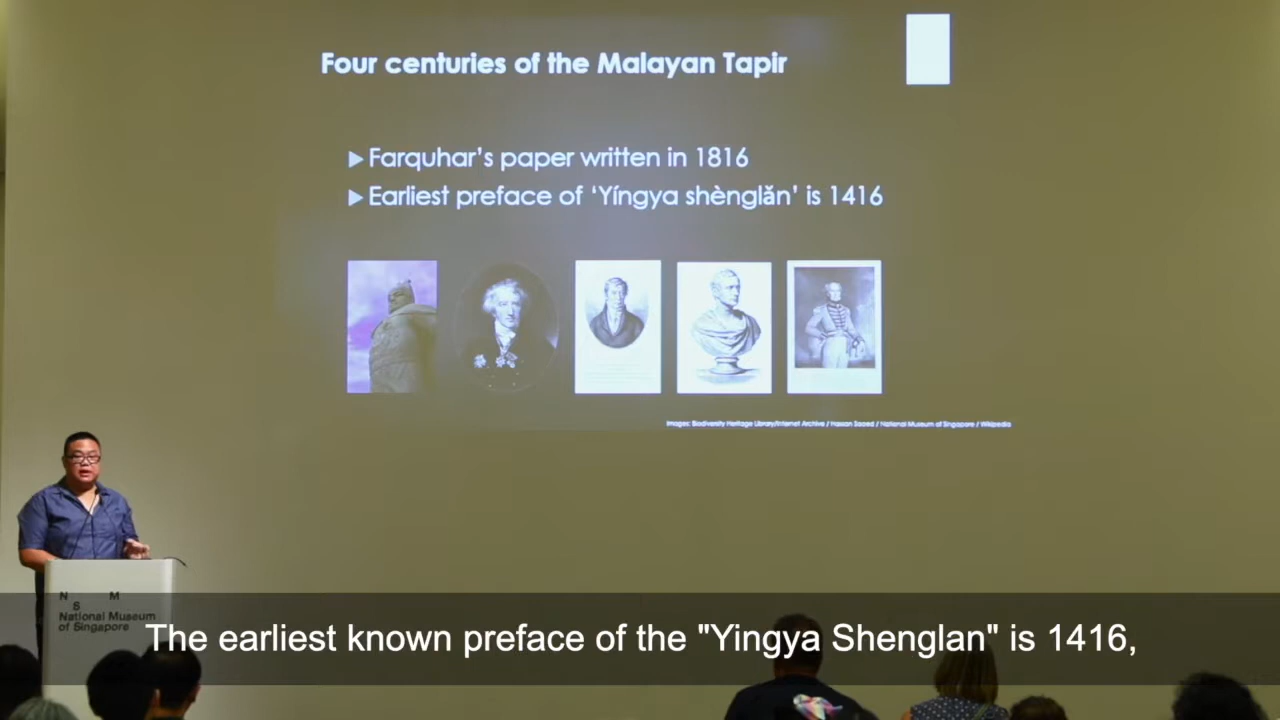 Four centuries of the Malayan Tapir
Farquhar's paper written in 1816
Earliest preface of ‘Yíngya shènglǎn’ is 1416
Images: Biodiversity Heritage Library/Internet Archive / Hassan Saeed / National Museum of Singapore / Wikipedia
N M
S
National Museum
of Singapore
The earliest known preface of the "Yingya Shenglan" is 1416,